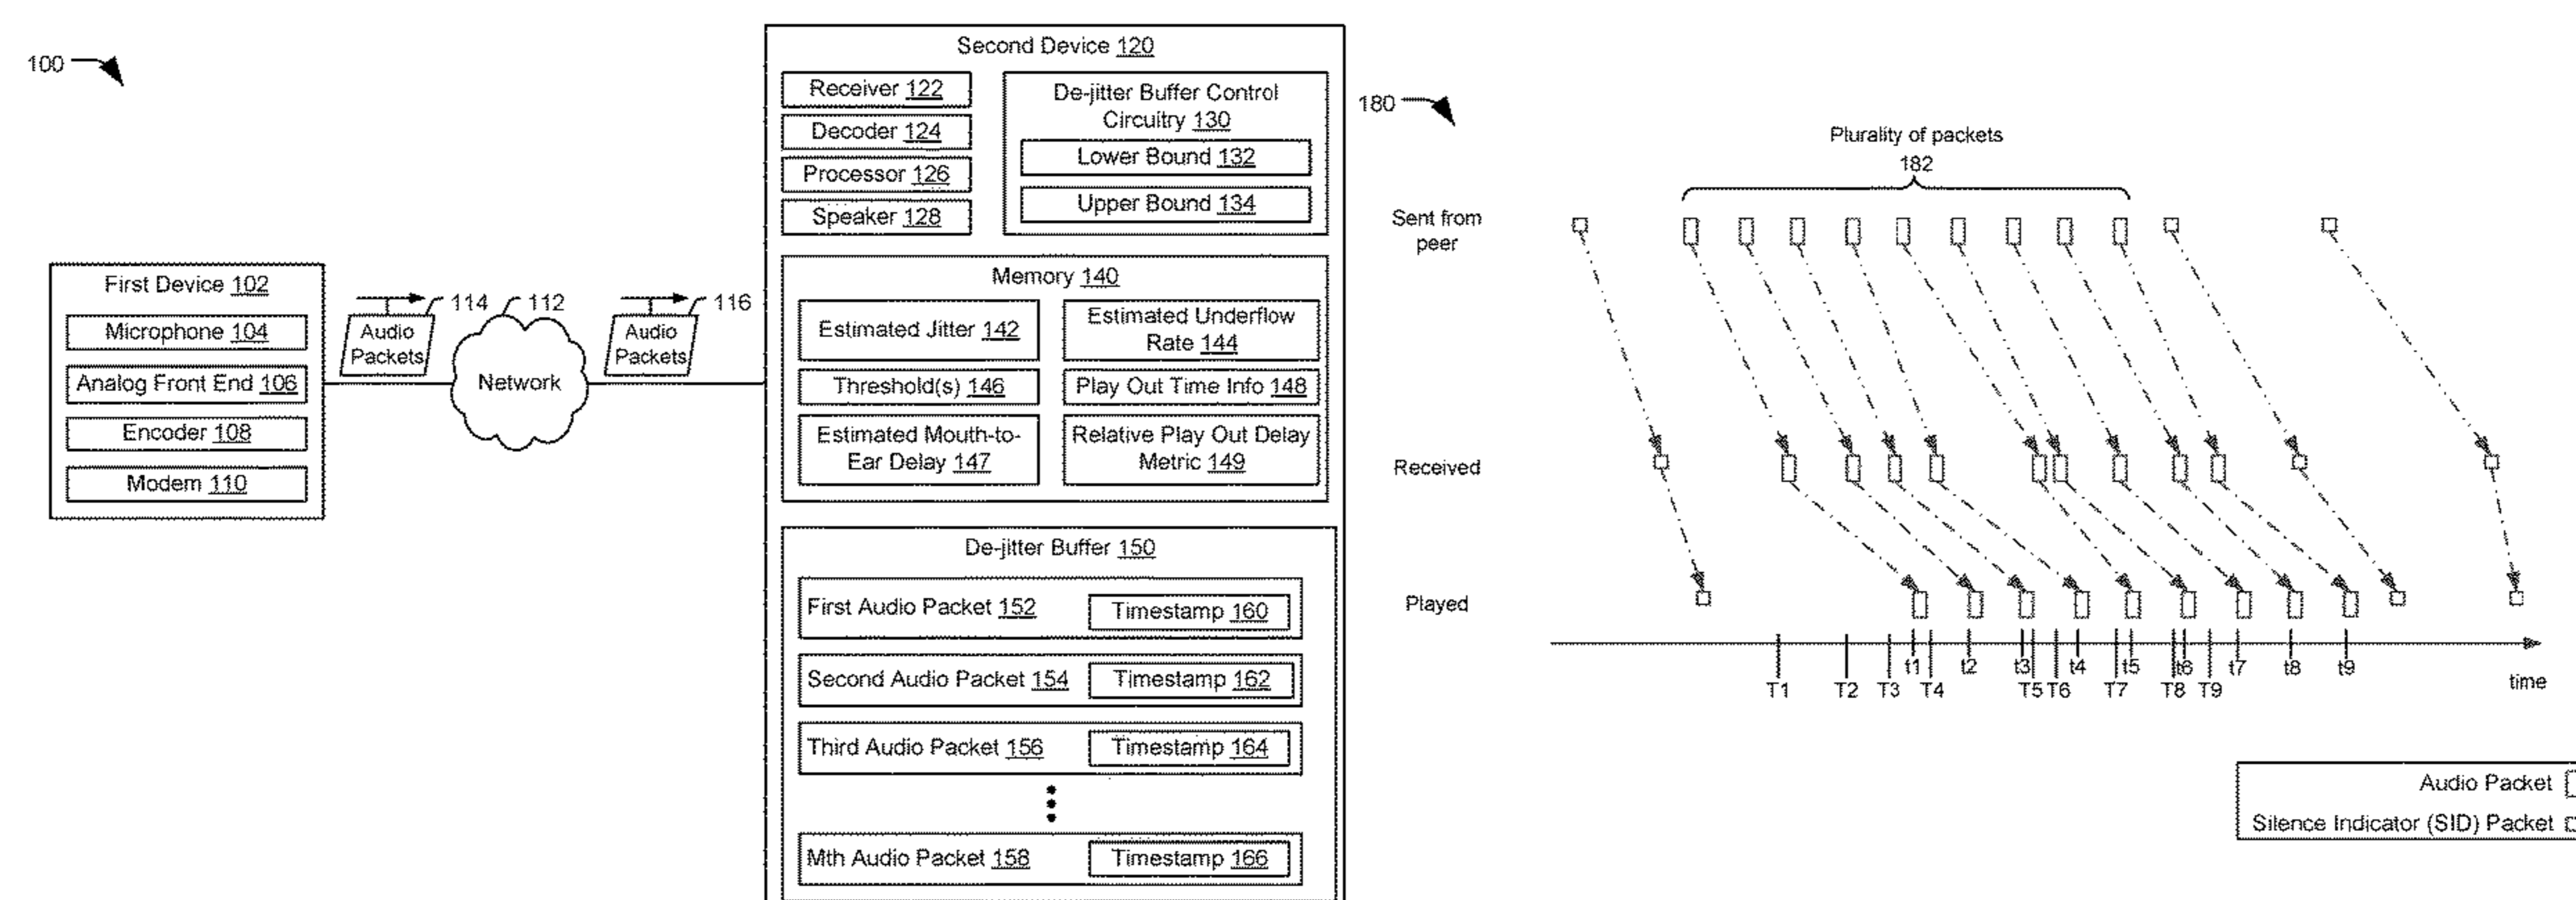 100
First Device 102
Microphone 104
Analog Front End 106
Encoder 108
Modem 110
114
Audio
Packets
112
Network
116
Audio
Packets
Second Device 120
Receiver 122
Decoder 124
Processor 126
Speaker 128
De-jitter Buffer Control
Circuitry 130
Lower Bound 132
Upper Bound 134
Memory 140
Estimated Jitter 142
Estimated Underflow
Rate 144
Threshold(s) 146
Play Out Time Info 148
Estimated Mouth-to-
Ear Delay 147
Relative Play Out Delay
Metric 149
De-jitter Buffer 150
First Audio Packet 152
Timestamp 160
Second Audio Packet 154
Timestamp 162
Third Audio Packet 156
Timestamp 164
Mth Audio Packet 158
Timestamp 166
180
Plurality of packets
182
Sent from
peer
Received
Played
t1 t2 t3 t4 t5 t6 t7 t8 t9
T1 T2 T3 T4 T5 T6 T7 T8 T9
time
Audio Packet
Silence Indicator (SID) Packet